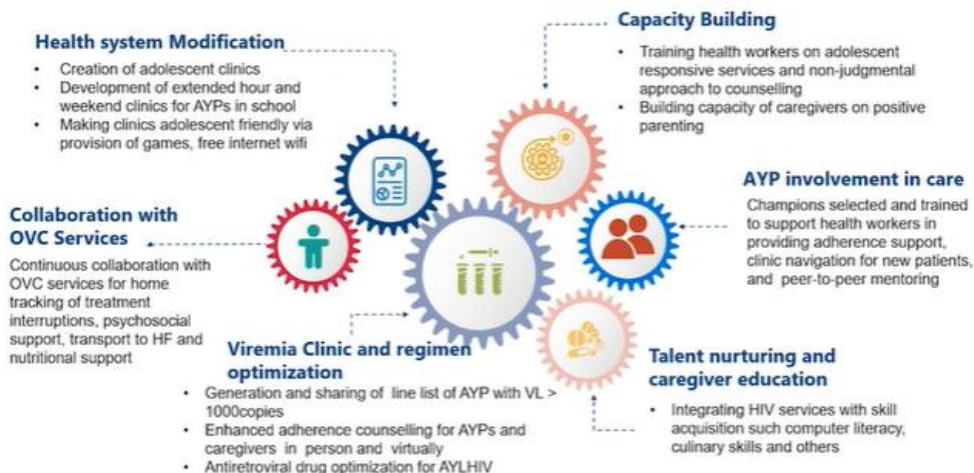 Health system Modification
• Creation of adolescent clinics
• Development of extended hour and
weekend clinics for AYPs in school
• Making clinics adolescent friendly via
provision of games, free internet wifi
Capacity Building
• Training health workers on adolescent
responsive services and non-judgmental
approach to counselling
• Building capacity of caregivers on positive
parenting
AYP involvement in care
Champions selected and trained
to support health workers in
providing adherence support,
clinic navigation for new patients,
and peer-to-peer mentoring
Collaboration with
OVC Services
Continuous collaboration with
OVC services for home
tracking of treatment
interruptions, psychosocial
support, transport to HF and
nutritional support
Viremia Clinic and regimen
optimization
• Generation and sharing of line list of AYP with VL >
1000copies
• Enhanced adherence counselling for AYPs and
caregivers in person and virtually
• Antiretroviral drug optimization for AYLHIV
Talent nurturing and
caregiver education
• Integrating HIV services with skill
acquisition such computer literacy,
culinary skills and others